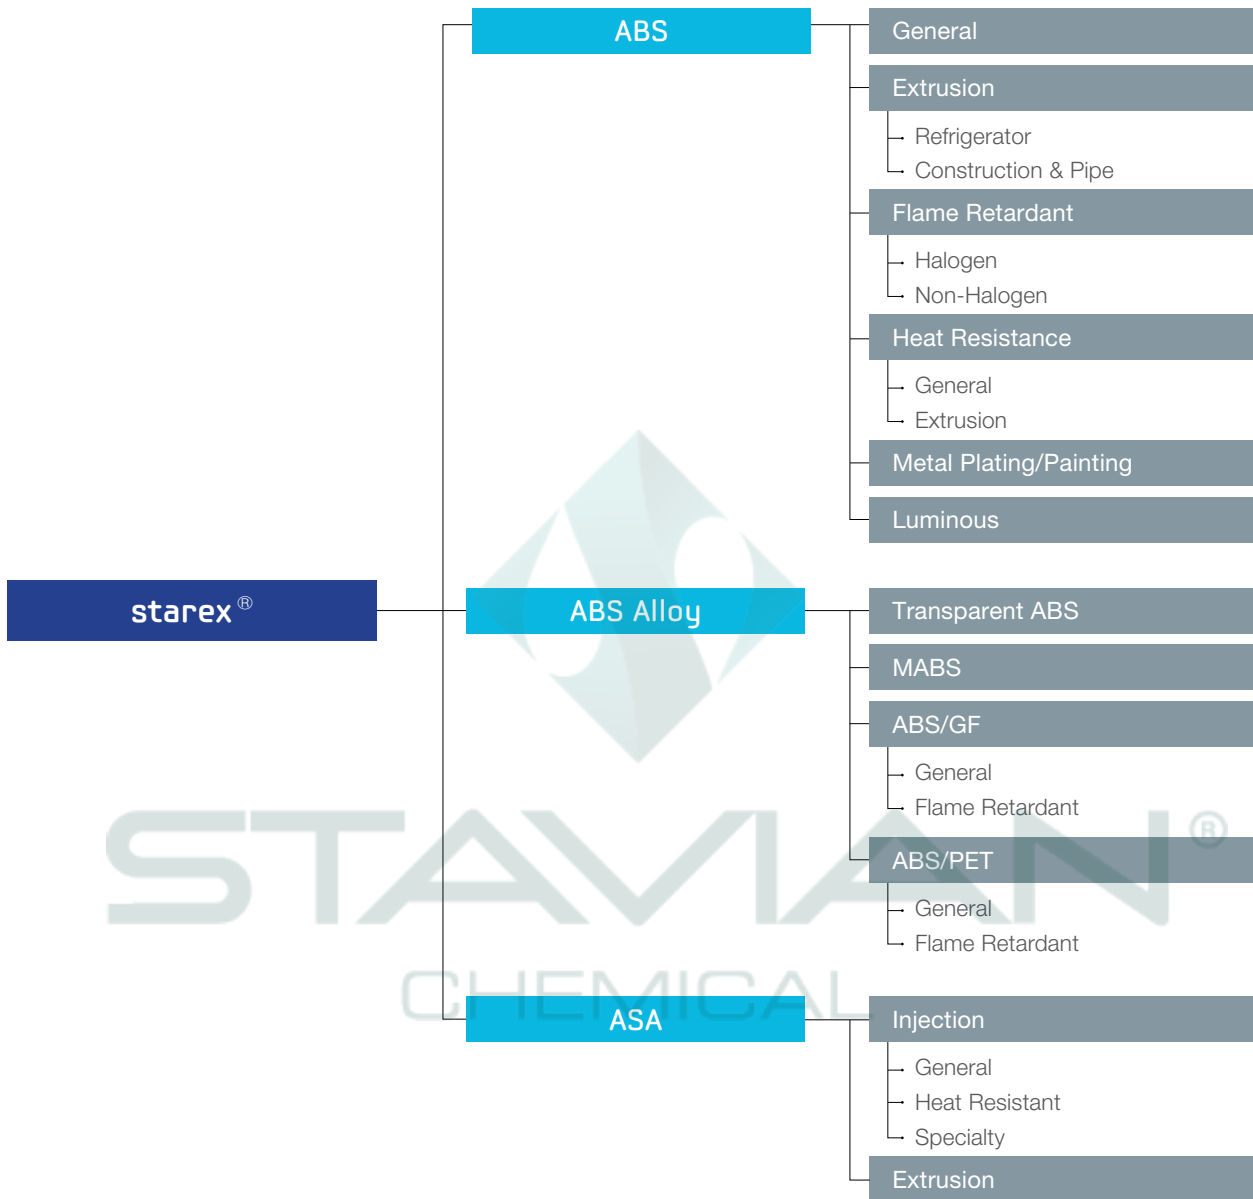 ABS
General
Extrusion
Refrigerator
Construction & Pipe
Flame Retardant
Halogen
Non-Halogen
Heat Resistance
General
Extrusion
Metal Plating/Painting
Luminous
starex ®
ABS Alloy
Transparent ABS
MABS
ABS/GF
General
Flame Retardant
ABS/PET
General
Flame Retardant
STAVIAN ®
CHEMICAL
ASA
Injection
General
Heat Resistant
Specialty
Extrusion